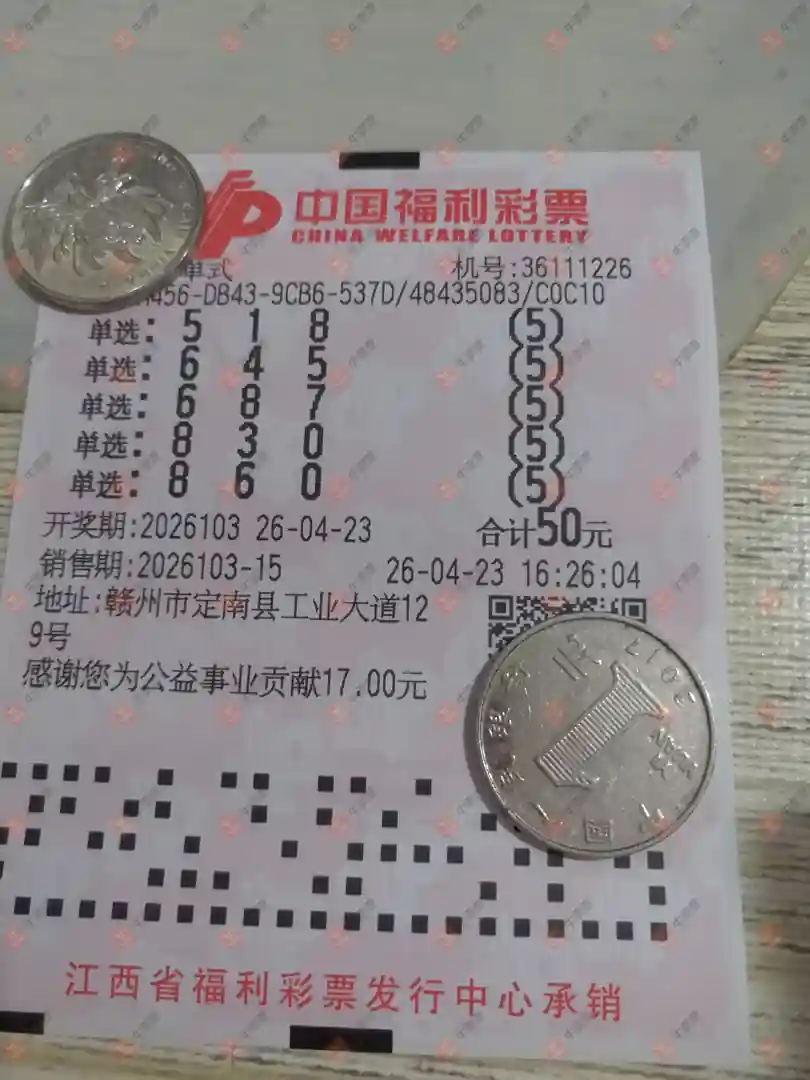 中国福利彩票
CHINA WELFARE LOTTERY
单式 机号:36111226
456-DB43-9CB6-537D/48435083/C0C10
单选: 5 1 8 (5)
单选: 6 4 5 (5)
单选: 6 8 7 (5)
单选: 8 3 0 (5)
单选: 8 6 0 (5)
开奖期:2026103 26-04-23 合计50元
销售期:2026103-15 26-04-23 16:26:04
地址:赣州市定南县工业大道12
9号
感谢您为公益事业贡献17.00元
1 元
YI YUAN
2017
江西省福利彩票发行中心承销